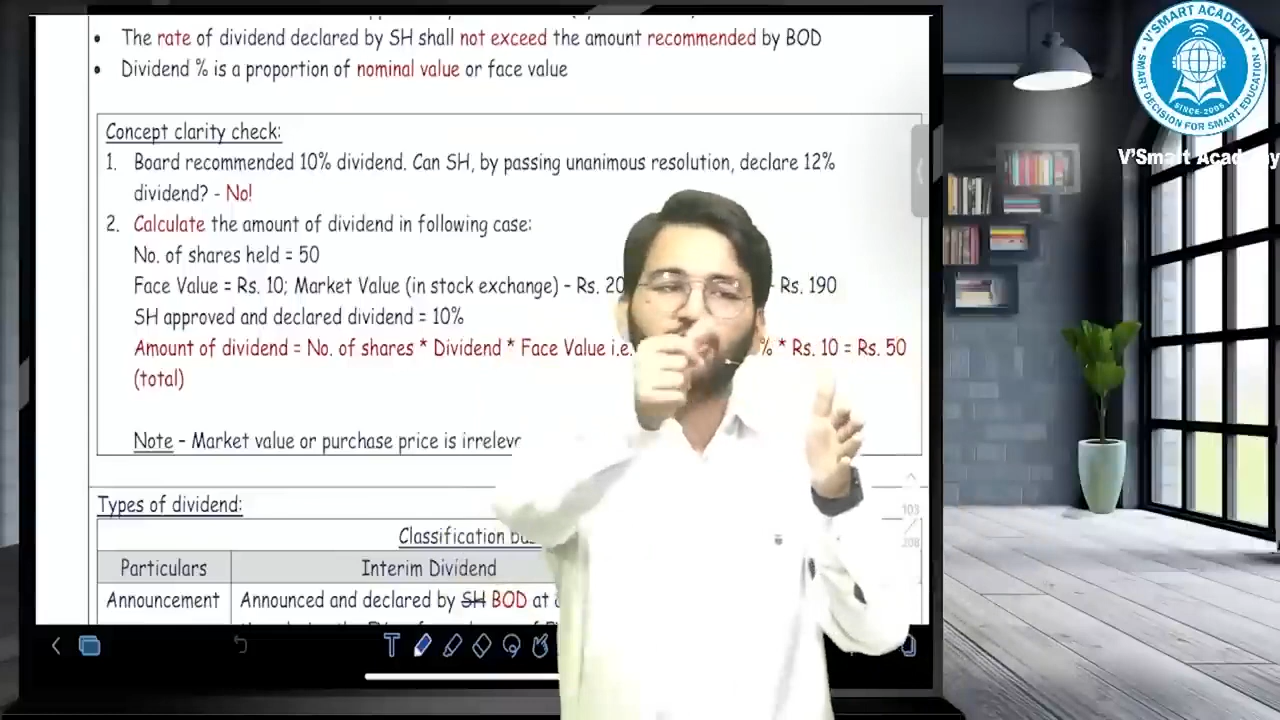 • The rate of dividend declared by SH shall not exceed the amount recommended by BOD
• Dividend % is a proportion of nominal value or face value
Concept clarity check:
1. Board recommended 10% dividend. Can SH, by passing unanimous resolution, declare 12%
dividend? - No!
2. Calculate the amount of dividend in following case:
No. of shares held = 50
Face Value = Rs. 10; Market Value (in stock exchange) - Rs. 20 Rs. 190
SH approved and declared dividend = 10%
Amount of dividend = No. of shares * Dividend * Face Value i.e. % * Rs. 10 = Rs. 50
(total)
Note - Market value or purchase price is
Types of dividend:
Classification
Particulars Interim Dividend
Announcement Announced and declared by SH BOD at
103
208
V'SMART ACADEMY
SMART DECISION FOR SMART EDUCATION
SINCE-2006
V'Smart Academy